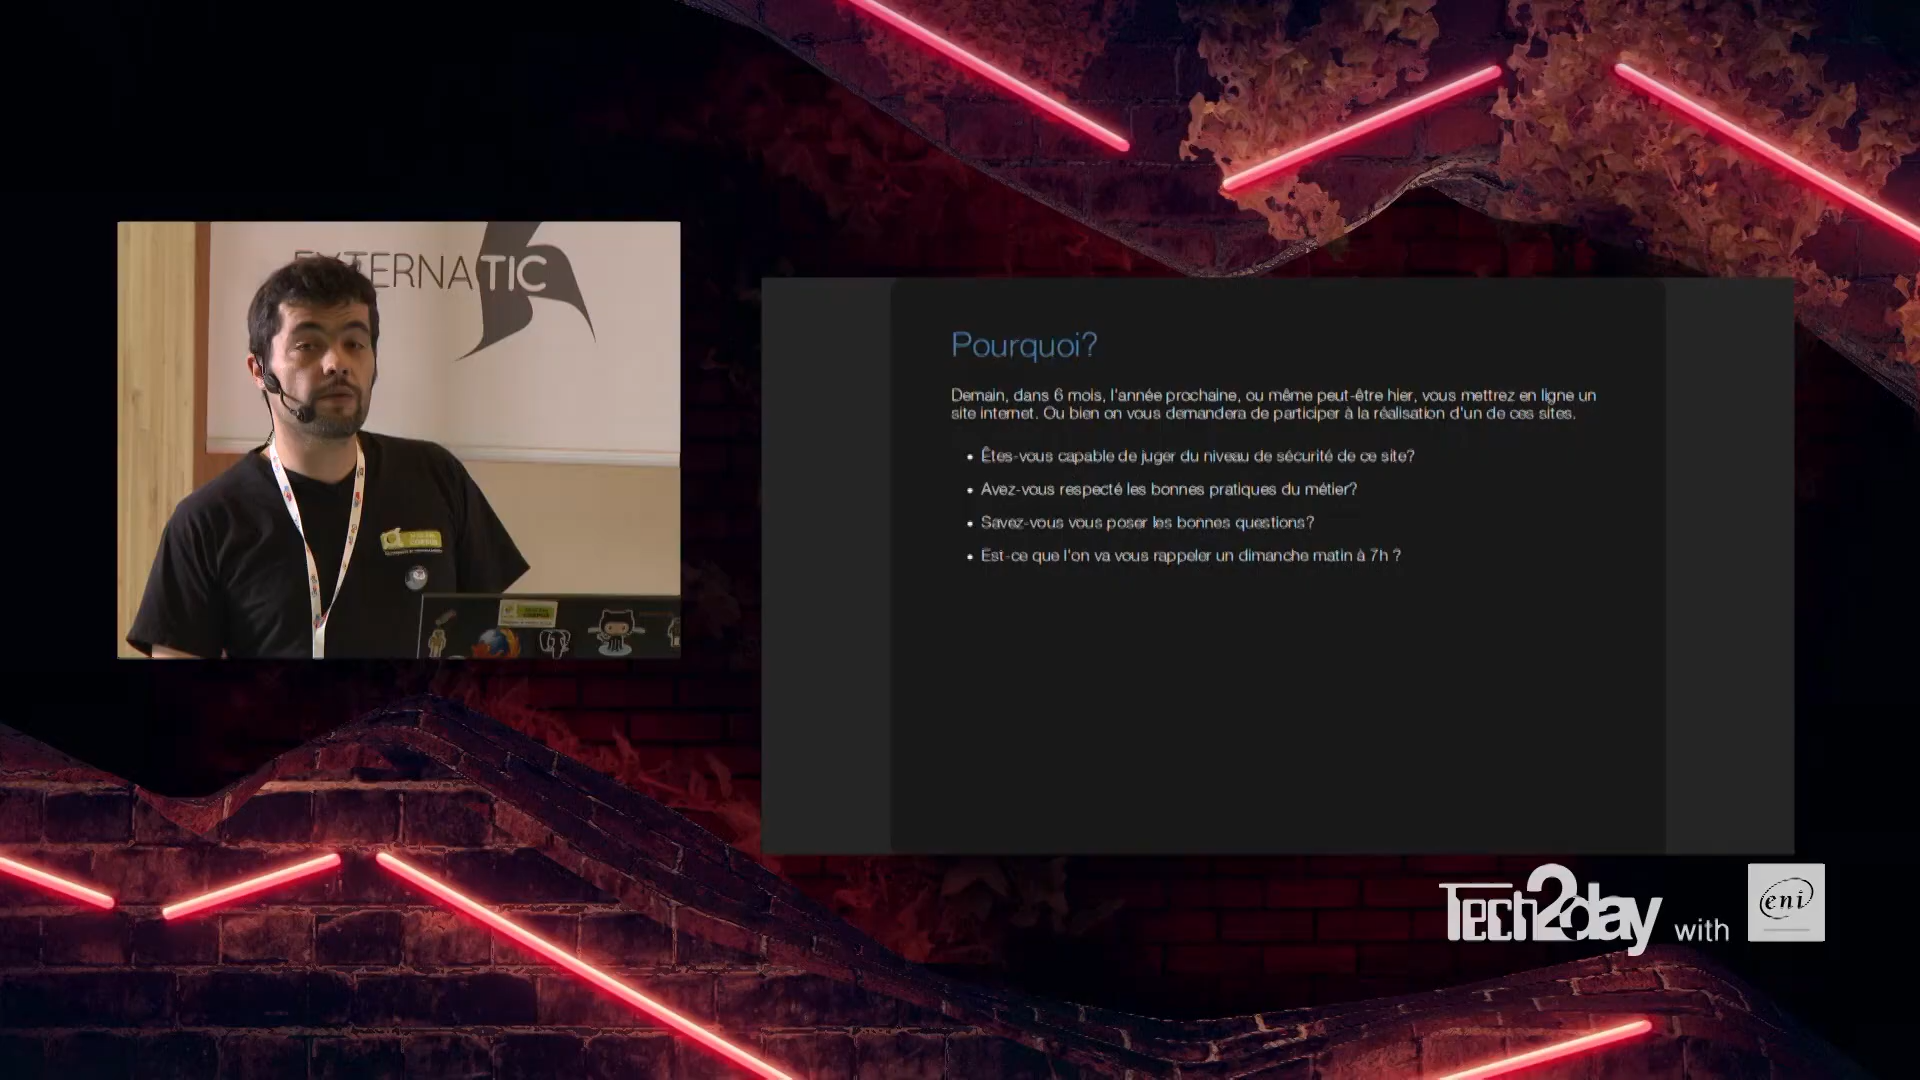 EXTERNATIC
Pourquoi?
Demain, dans 6 mois, l'année prochaine, ou même peut-être hier, vous mettrez en ligne un
site internet. Ou bien on vous demandera de participer à la réalisation d'un de ces sites.
• Êtes-vous capable de juger du niveau de sécurité de ce site?
• Avez-vous respecté les bonnes pratiques du métier?
• Savez-vous vous poser les bonnes questions?
• Est-ce que l'on va vous rappeler un dimanche matin à 7h ?
Tech2day with eni